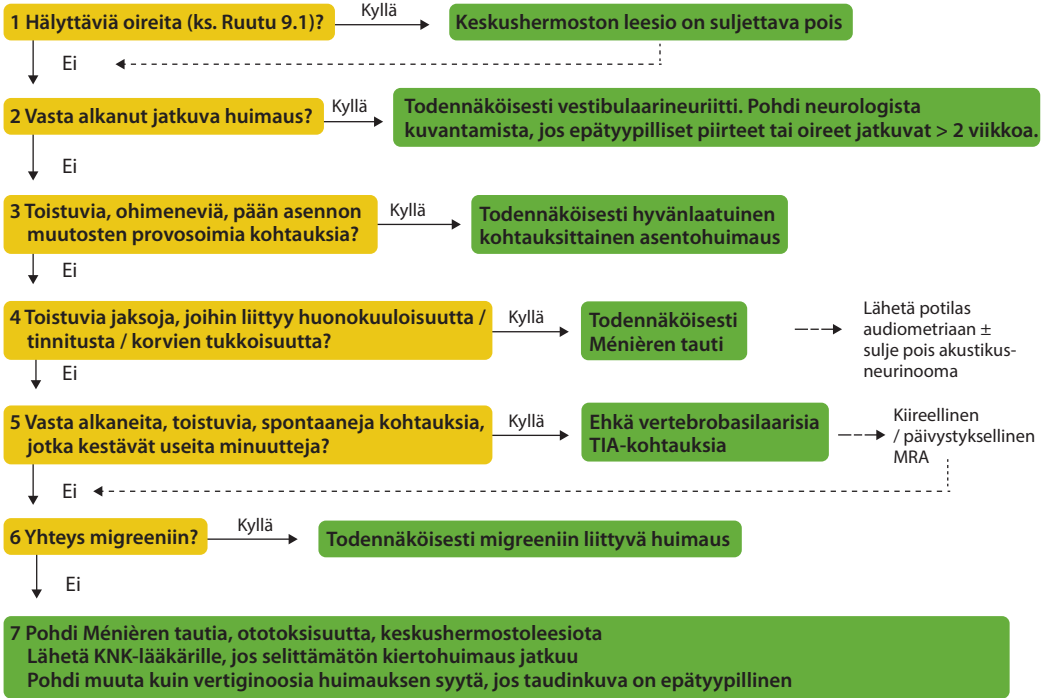 1 Hälyttäviä oireita (ks. Ruutu 9.1)?
Kyllä
Keskushermoston leesio on suljettava pois
Ei
2 Vasta alkanut jatkuva huimaus?
Kyllä
Todennäköisesti vestibulaarineuriitti. Pohdi neurologista
kuvantamista, jos epätyypilliset piirteet tai oireet jatkuvat > 2 viikkoa.
Ei
3 Toistuvia, ohimeneviä, pään asennon
muutosten provosoimia kohtauksia?
Kyllä
Todennäköisesti hyvänlaatuinen
kohtauksittainen asentohuimaus
Ei
4 Toistuvia jaksoja, joihin liittyy huonokuuloisuutta /
tinnitusta / korvien tukkoisuutta?
Kyllä
Todennäköisesti
Ménièren tauti
Lähetä potilas
audiometriaan ±
sulje pois akustikus-
neurinooma
Ei
5 Vasta alkaneita, toistuvia, spontaaneja kohtauksia,
jotka kestävät useita minuutteja?
Kyllä
Ehkä vertebrobasilaarisia
TIA-kohtauksia
Kiireellinen
/ päivystyksellinen
MRA
Ei
6 Yhteys migreeniin?
Kyllä
Todennäköisesti migreeniin liittyvä huimaus
Ei
7 Pohdi Ménièren tautia, ototoksisuutta, keskushermostoleesiota
Lähetä KNK-lääkärille, jos selittämätön kiertohuimaus jatkuu
Pohdi muuta kuin vertiginoosia huimauksen syytä, jos taudinkuva on epätyypillinen